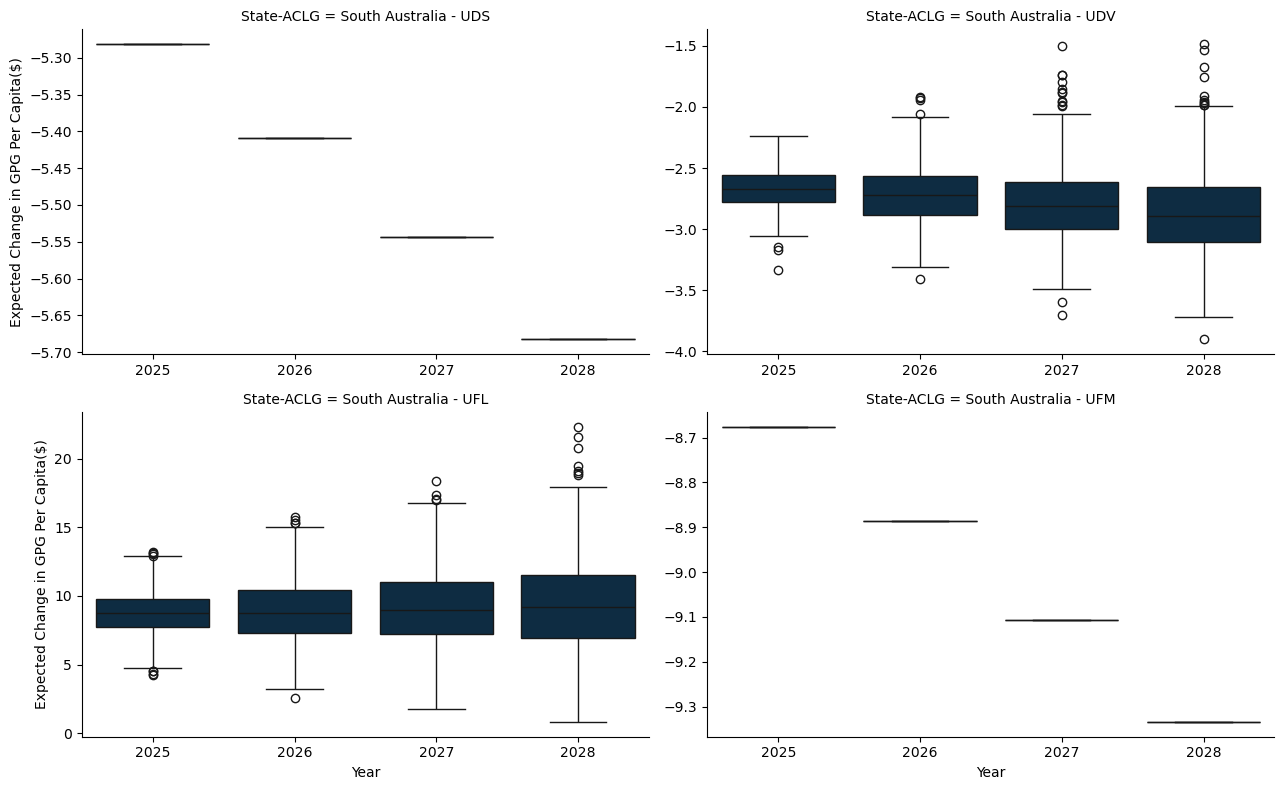 State-ACLG = South Australia - UDS
Expected Change in GPG Per Capita($)
−5.30
−5.35
−5.40
−5.45
−5.50
−5.55
−5.60
−5.65
−5.70
2025 2026 2027 2028
State-ACLG = South Australia - UDV
−1.5
−2.0
−2.5
−3.0
−3.5
−4.0
2025 2026 2027 2028
State-ACLG = South Australia - UFL
Expected Change in GPG Per Capita($)
20
15
10
5
0
2025 2026 2027 2028
Year
State-ACLG = South Australia - UFM
−8.7
−8.8
−8.9
−9.0
−9.1
−9.2
−9.3
2025 2026 2027 2028
Year